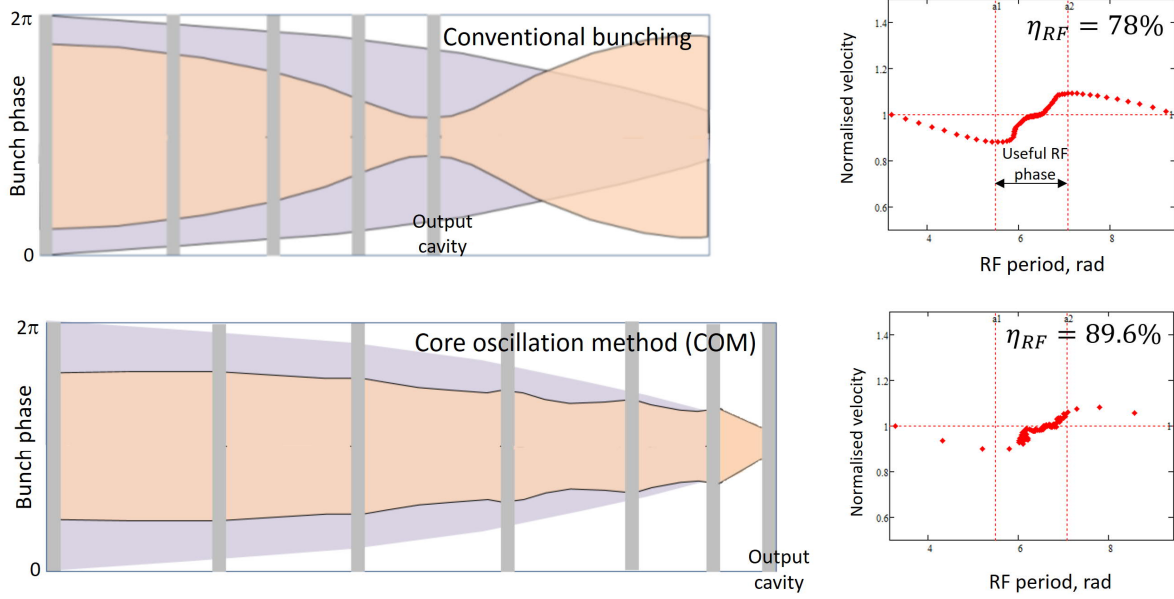 2π
Conventional bunching
Bunch phase
Output
cavity
0
a1
a2
η_RF = 78%
1.4
1.2
1
0.8
0.6
Normalised velocity
Useful RF
phase
4
6
8
RF period, rad
2π
Core oscillation method (COM)
Bunch phase
0
Output
cavity
a1
a2
η_RF = 89.6%
1.4
1.2
1
0.8
0.6
Normalised velocity
4
6
8
RF period, rad